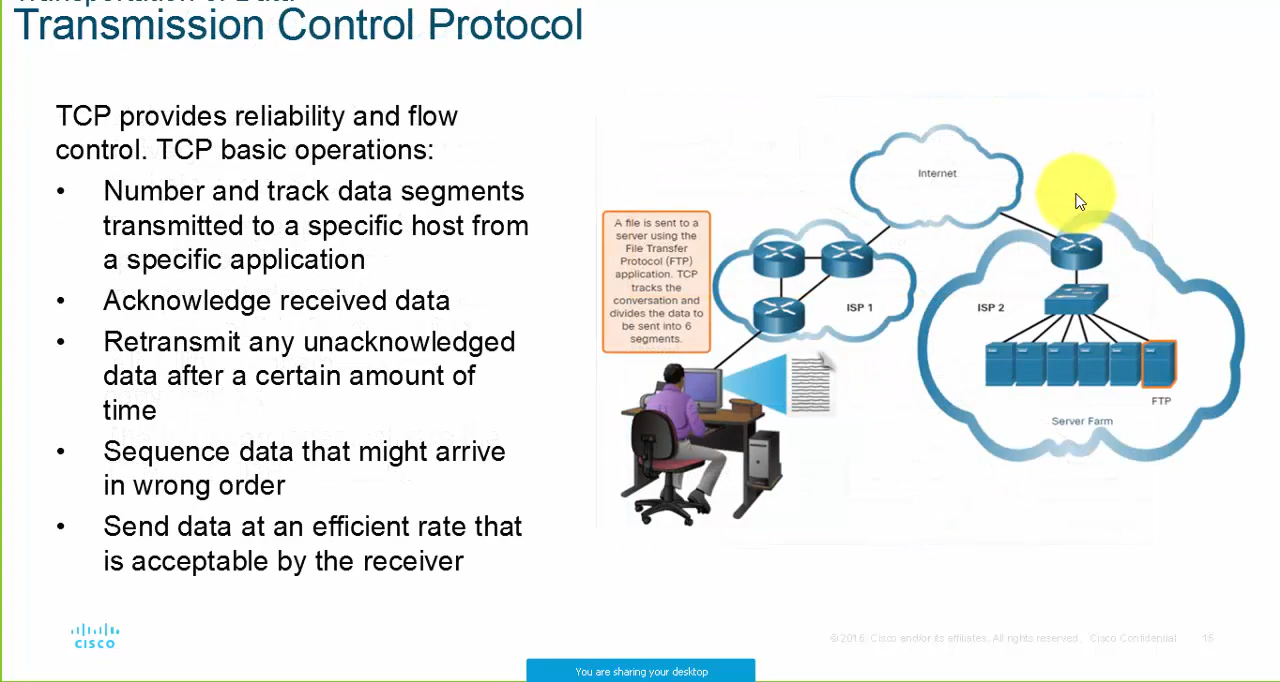 Transportation of Data
Transmission Control Protocol
TCP provides reliability and flow
control. TCP basic operations:
• Number and track data segments
transmitted to a specific host from
a specific application
• Acknowledge received data
• Retransmit any unacknowledged
data after a certain amount of
time
• Sequence data that might arrive
in wrong order
• Send data at an efficient rate that
is acceptable by the receiver
A file is sent to a
server using the
File Transfer
Protocol (FTP)
application. TCP
tracks the
conversation and
divides the data to
be sent into 6
segments.
Internet
ISP 1
ISP 2
FTP
Server Farm
CISCO
© 2016 Cisco and/or its affiliates. All rights reserved. Cisco Confidential
15
You are sharing your desktop